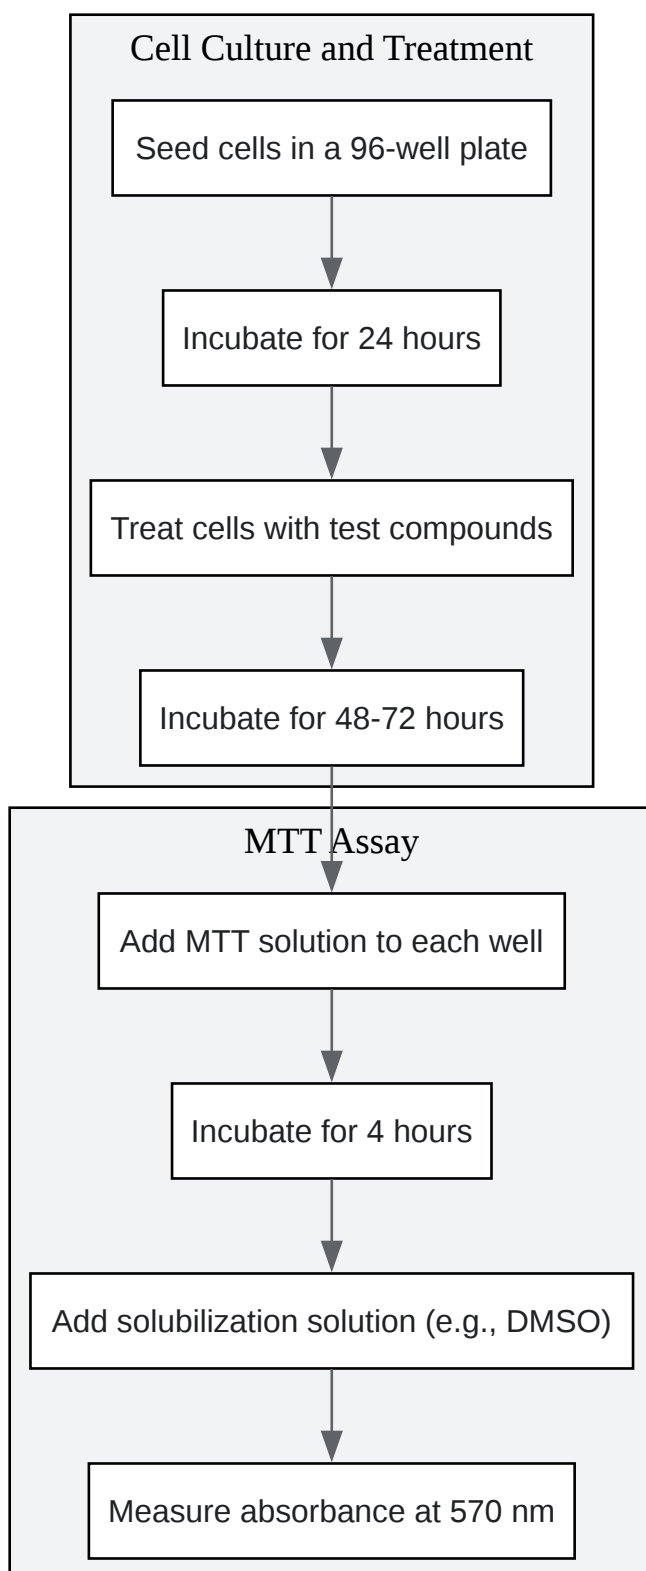 Cell Culture and Treatment
Seed cells in a 96-well plate
Incubate for 24 hours
Treat cells with test compounds
Incubate for 48-72 hours
MTT Assay
Add MTT solution to each well
Incubate for 4 hours
Add solubilization solution (e.g., DMSO)
Measure absorbance at 570 nm